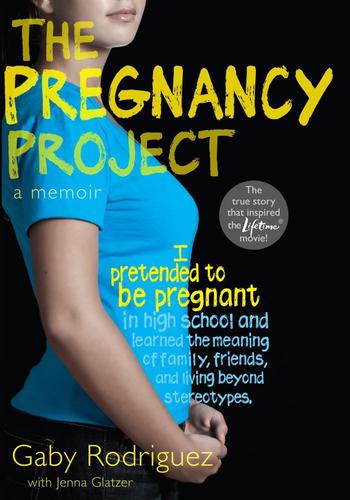 THE
PREGNANCY
PROJECT
a memoir
The
true story
that inspired
the Lifetime®
movie!
I
pretended to
be pregnant
in high school and
learned the meaning
of family, friends,
and living beyond
stereotypes.
Gaby Rodriguez
with Jenna Glatzer